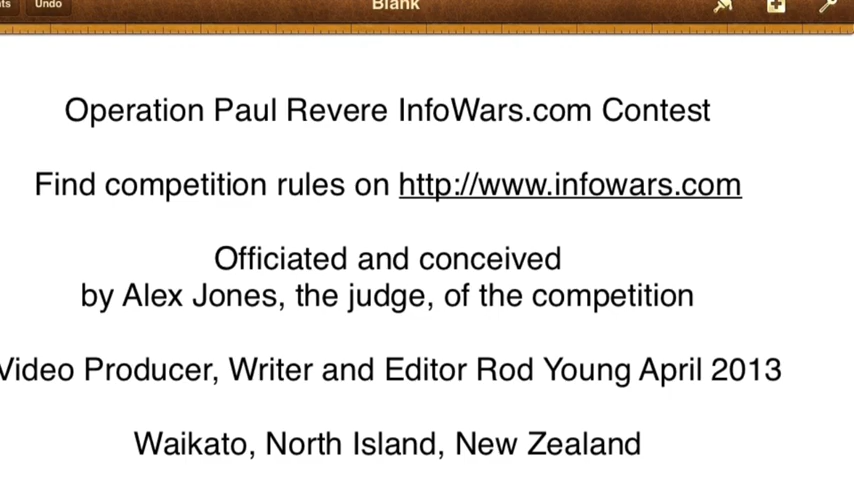 Undo
Blank
Operation Paul Revere InfoWars.com Contest
Find competition rules on http://www.infowars.com
Officiated and conceived
by Alex Jones, the judge, of the competition
Video Producer, Writer and Editor Rod Young April 2013
Waikato, North Island, New Zealand